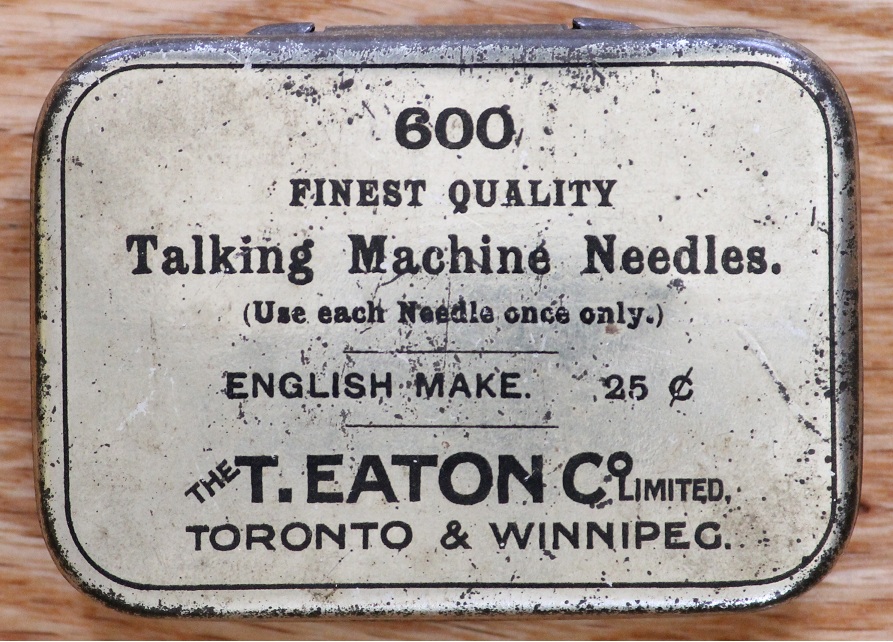 600
FINEST QUALITY
Talking Machine Needles.
(Use each Needle once only.)
ENGLISH MAKE. 25 ¢
THE T. EATON Co LIMITED,
TORONTO & WINNIPEG.